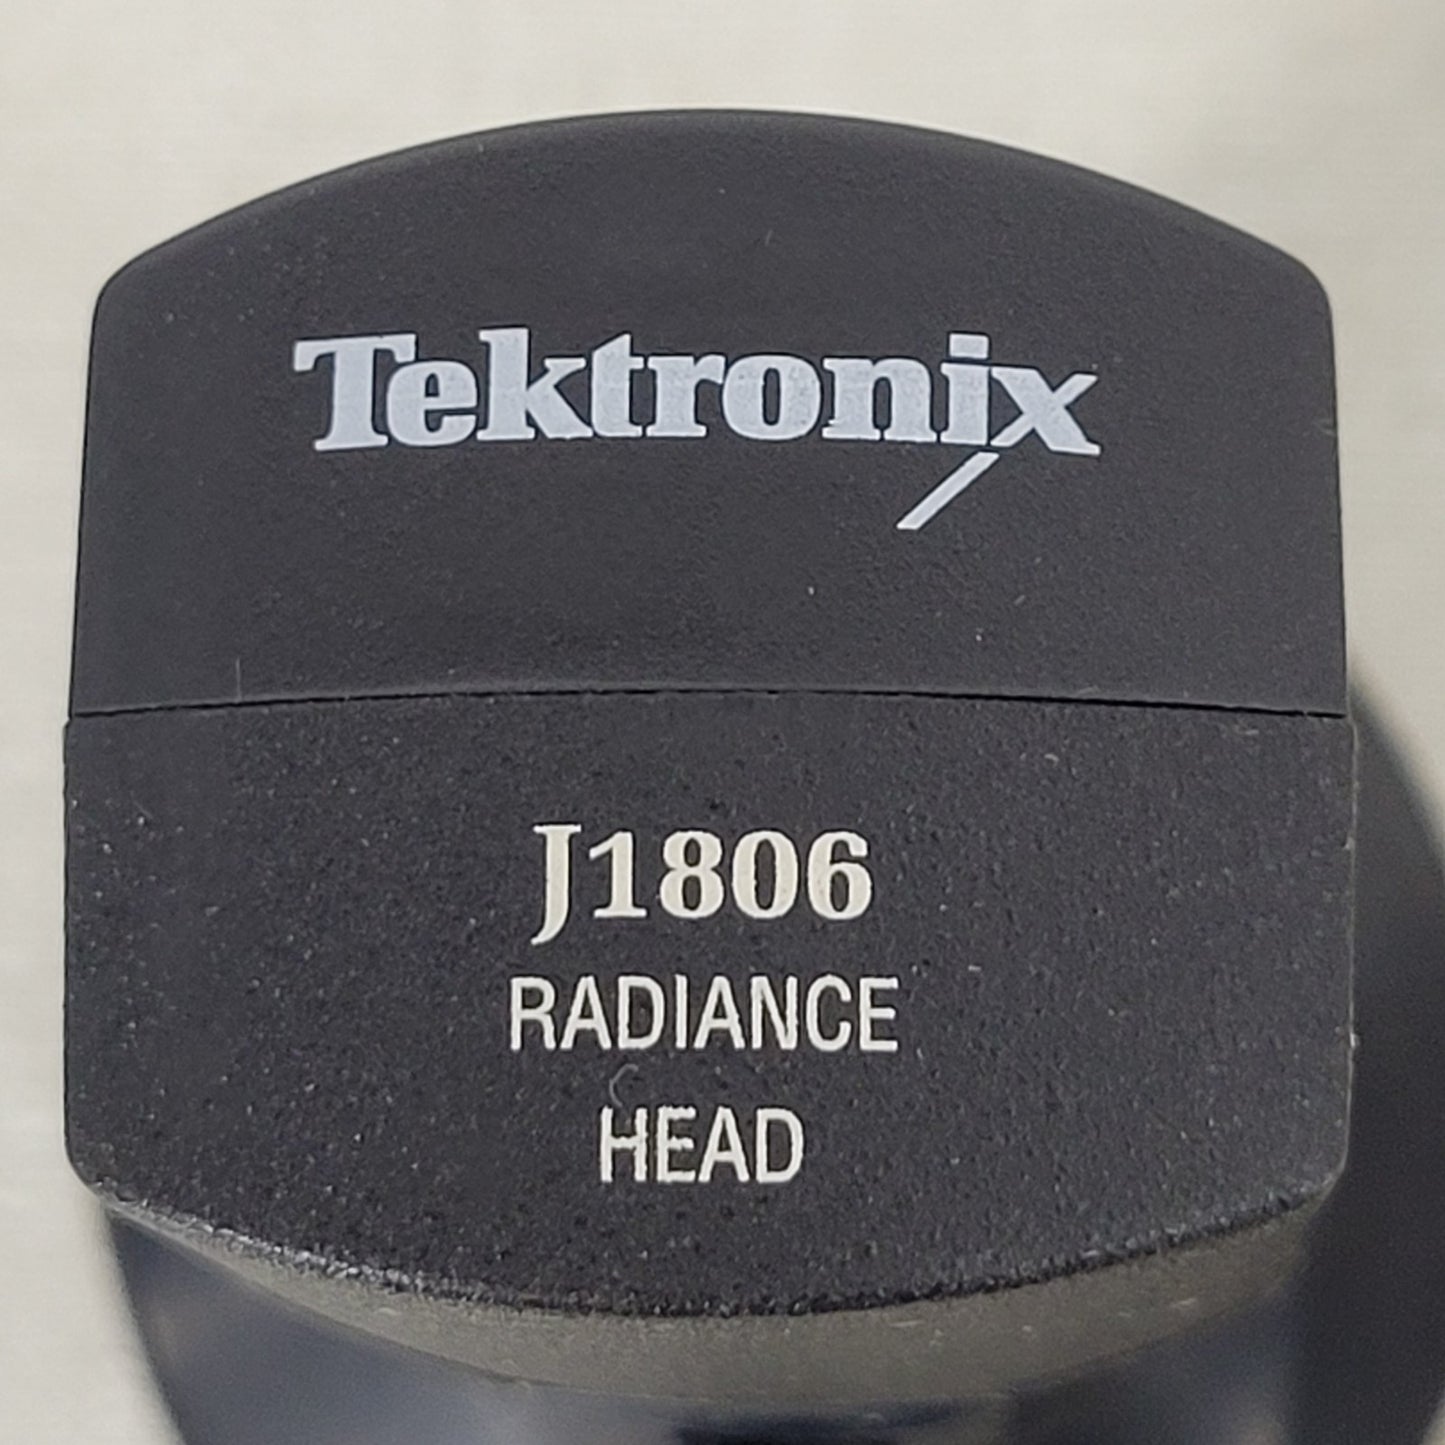 Tektronix
J1806
RADIANCE
HEAD